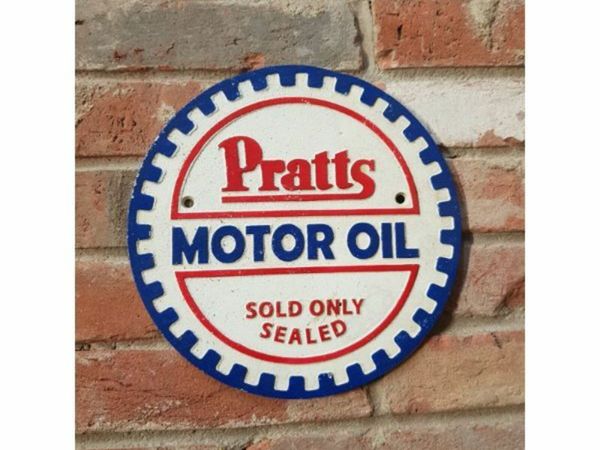 Pratts
MOTOR OIL
SOLD ONLY
SEALED